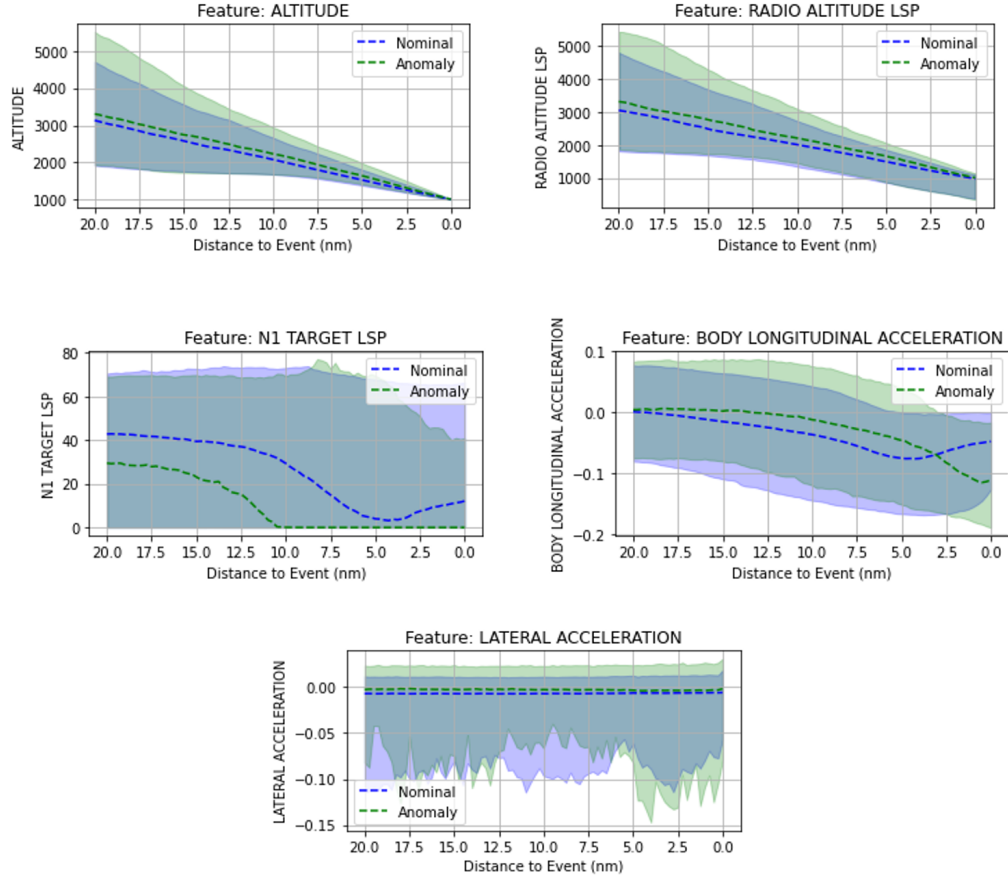 Feature: ALTITUDE
Nominal
Anomaly
ALTITUDE
5000
4000
3000
2000
1000
20.0 17.5 15.0 12.5 10.0 7.5 5.0 2.5 0.0
Distance to Event (nm)
Feature: RADIO ALTITUDE LSP
Nominal
Anomaly
RADIO ALTITUDE LSP
5000
4000
3000
2000
1000
20.0 17.5 15.0 12.5 10.0 7.5 5.0 2.5 0.0
Distance to Event (nm)
Feature: N1 TARGET LSP
Nominal
Anomaly
N1 TARGET LSP
80
60
40
20
0
20.0 17.5 15.0 12.5 10.0 7.5 5.0 2.5 0.0
Distance to Event (nm)
Feature: BODY LONGITUDINAL ACCELERATION
Nominal
Anomaly
BODY LONGITUDINAL ACCELERATION
0.1
0.0
−0.1
−0.2
20.0 17.5 15.0 12.5 10.0 7.5 5.0 2.5 0.0
Distance to Event (nm)
Feature: LATERAL ACCELERATION
LATERAL ACCELERATION
0.00
−0.05
−0.10
−0.15
Nominal
Anomaly
20.0 17.5 15.0 12.5 10.0 7.5 5.0 2.5 0.0
Distance to Event (nm)